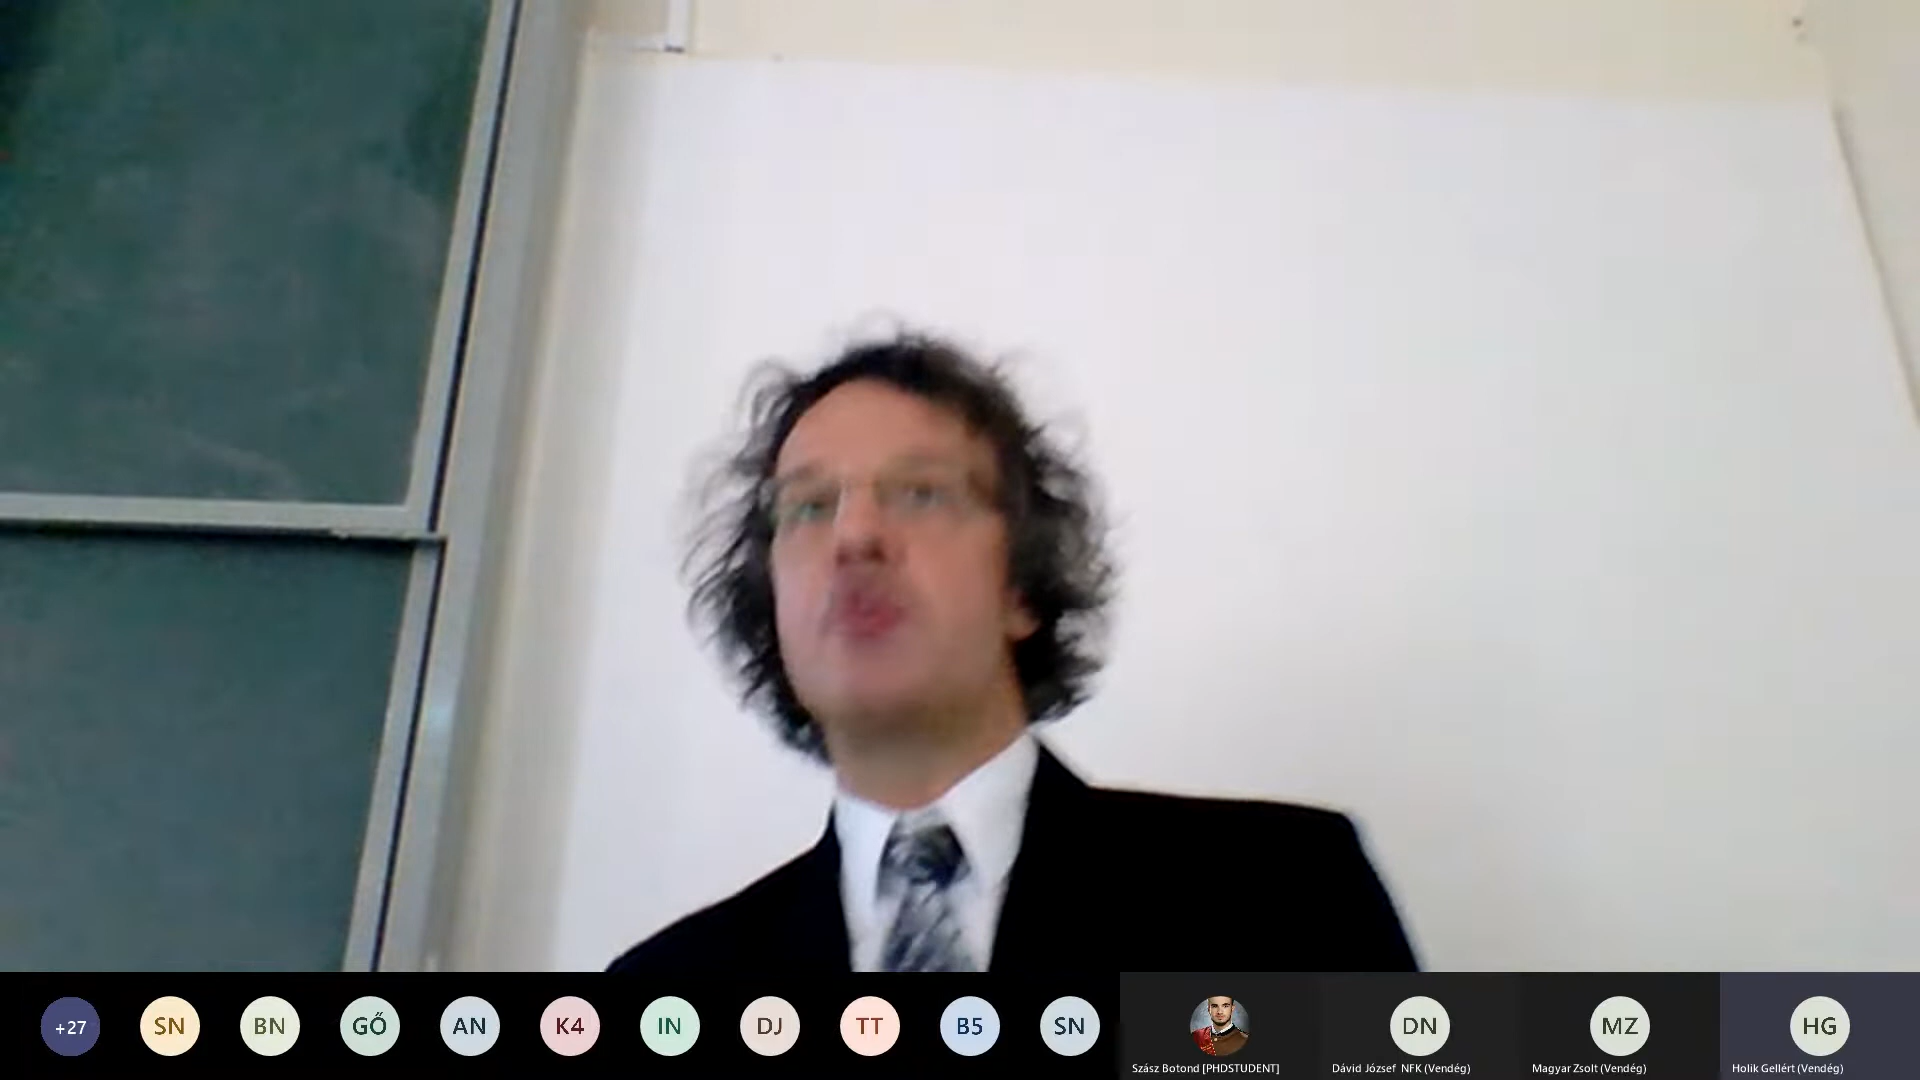 +27
SN
BN
GŐ
AN
K4
IN
DJ
TT
B5
SN
DN
MZ
HG
Szász Botond [PHDSTUDENT]
Dávid József NFK (Vendég)
Magyar Zsolt (Vendég)
Holik Gellért (Vendég)